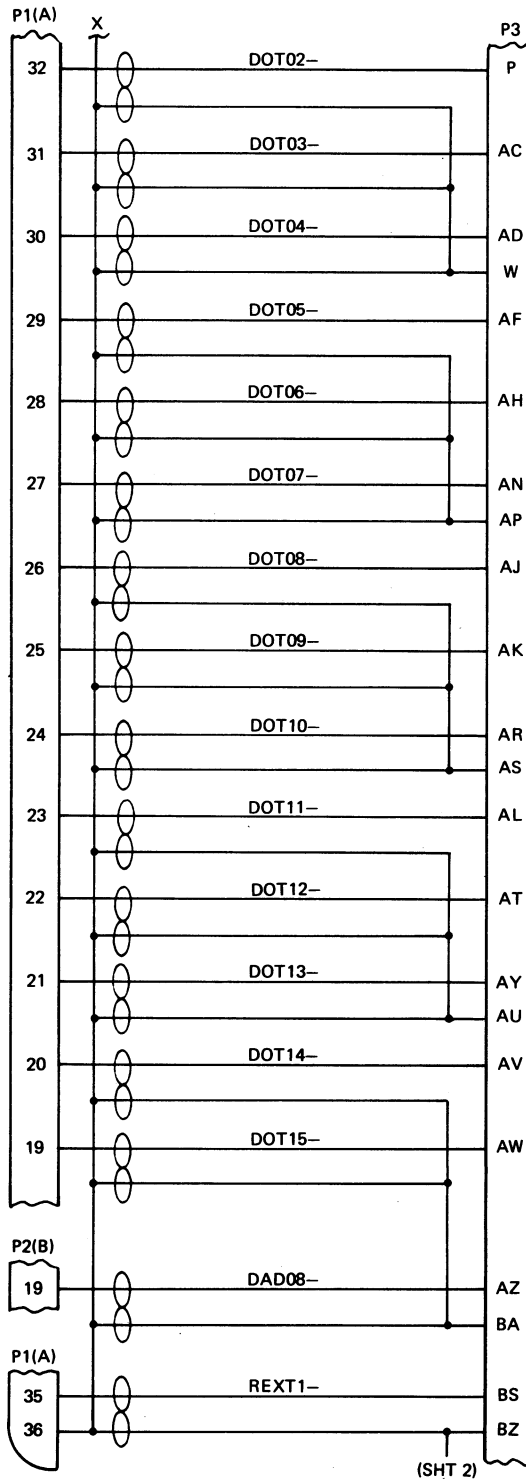 P1(A) X P3
32 DOT02— P
31 DOT03— AC
30 DOT04— AD
W
29 DOT05— AF
28 DOT06— AH
27 DOT07— AN
AP
26 DOT08— AJ
25 DOT09— AK
24 DOT10— AR
AS
23 DOT11— AL
22 DOT12— AT
21 DOT13— AY
AU
20 DOT14— AV
19 DOT15— AW
P2(B)
19 DAD08— AZ
BA
P1(A)
35 REXT1— BS
36 BZ
(SHT 2)